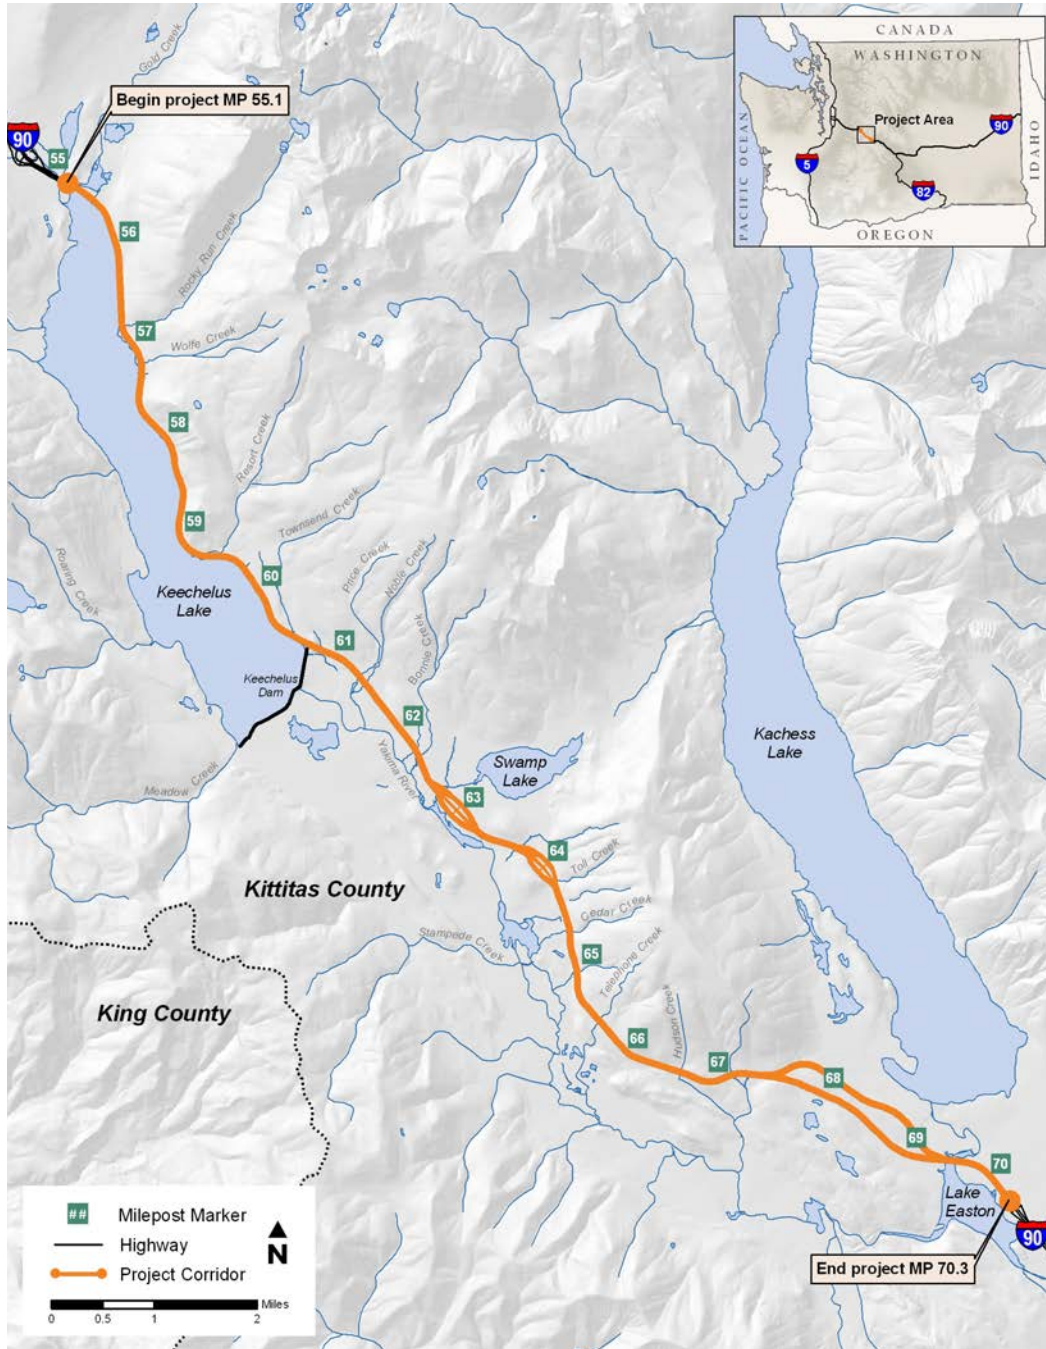 Gold Creek
Begin project MP 55.1
90
55
56
Rocky Run Creek
57
Wolfe Creek
58
Resort Creek
59
Townsend Creek
Roaring Creek
60
Price Creek
Noble Creek
Keechelus
Lake
61
Bonnie Creek
Keechelus
Dam
62
Yakima River
Swamp
Lake
Kachess
Lake
Meadow Creek
63
64
Toll Creek
Kittitas County
Cedar Creek
Stampede Creek
65
Telephone Creek
King County
Hudson Creek
66
67
68
69
70
Lake
Easton
90
End project MP 70.3
CANADA
WASHINGTON
Project Area
90
5
82
PACIFIC OCEAN
IDAHO
OREGON
## Milepost Marker
Highway
Project Corridor
N
Miles
0 0.5 1 2